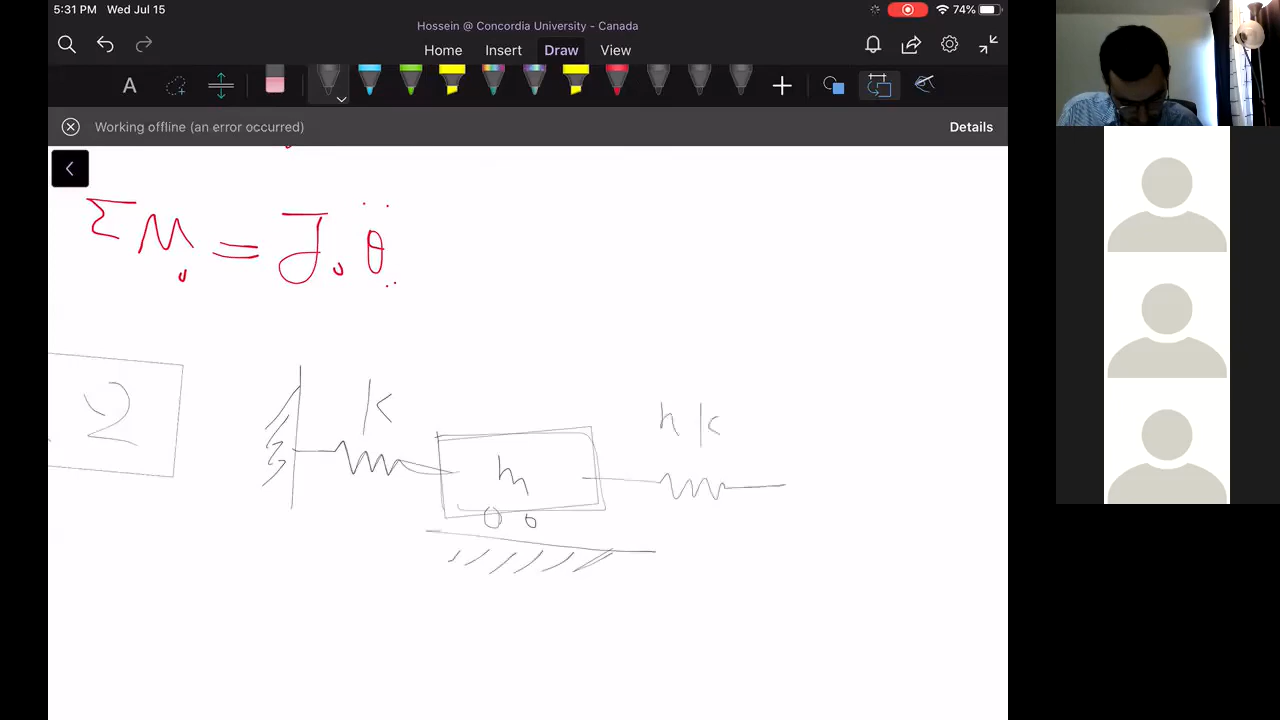 5:31 PM Wed Jul 15
74%
Hossein @ Concordia University - Canada
Home Insert Draw View
A
Working offline (an error occurred)
Details
ΣM₀ = J₀ θ̈
2
k
m
n k